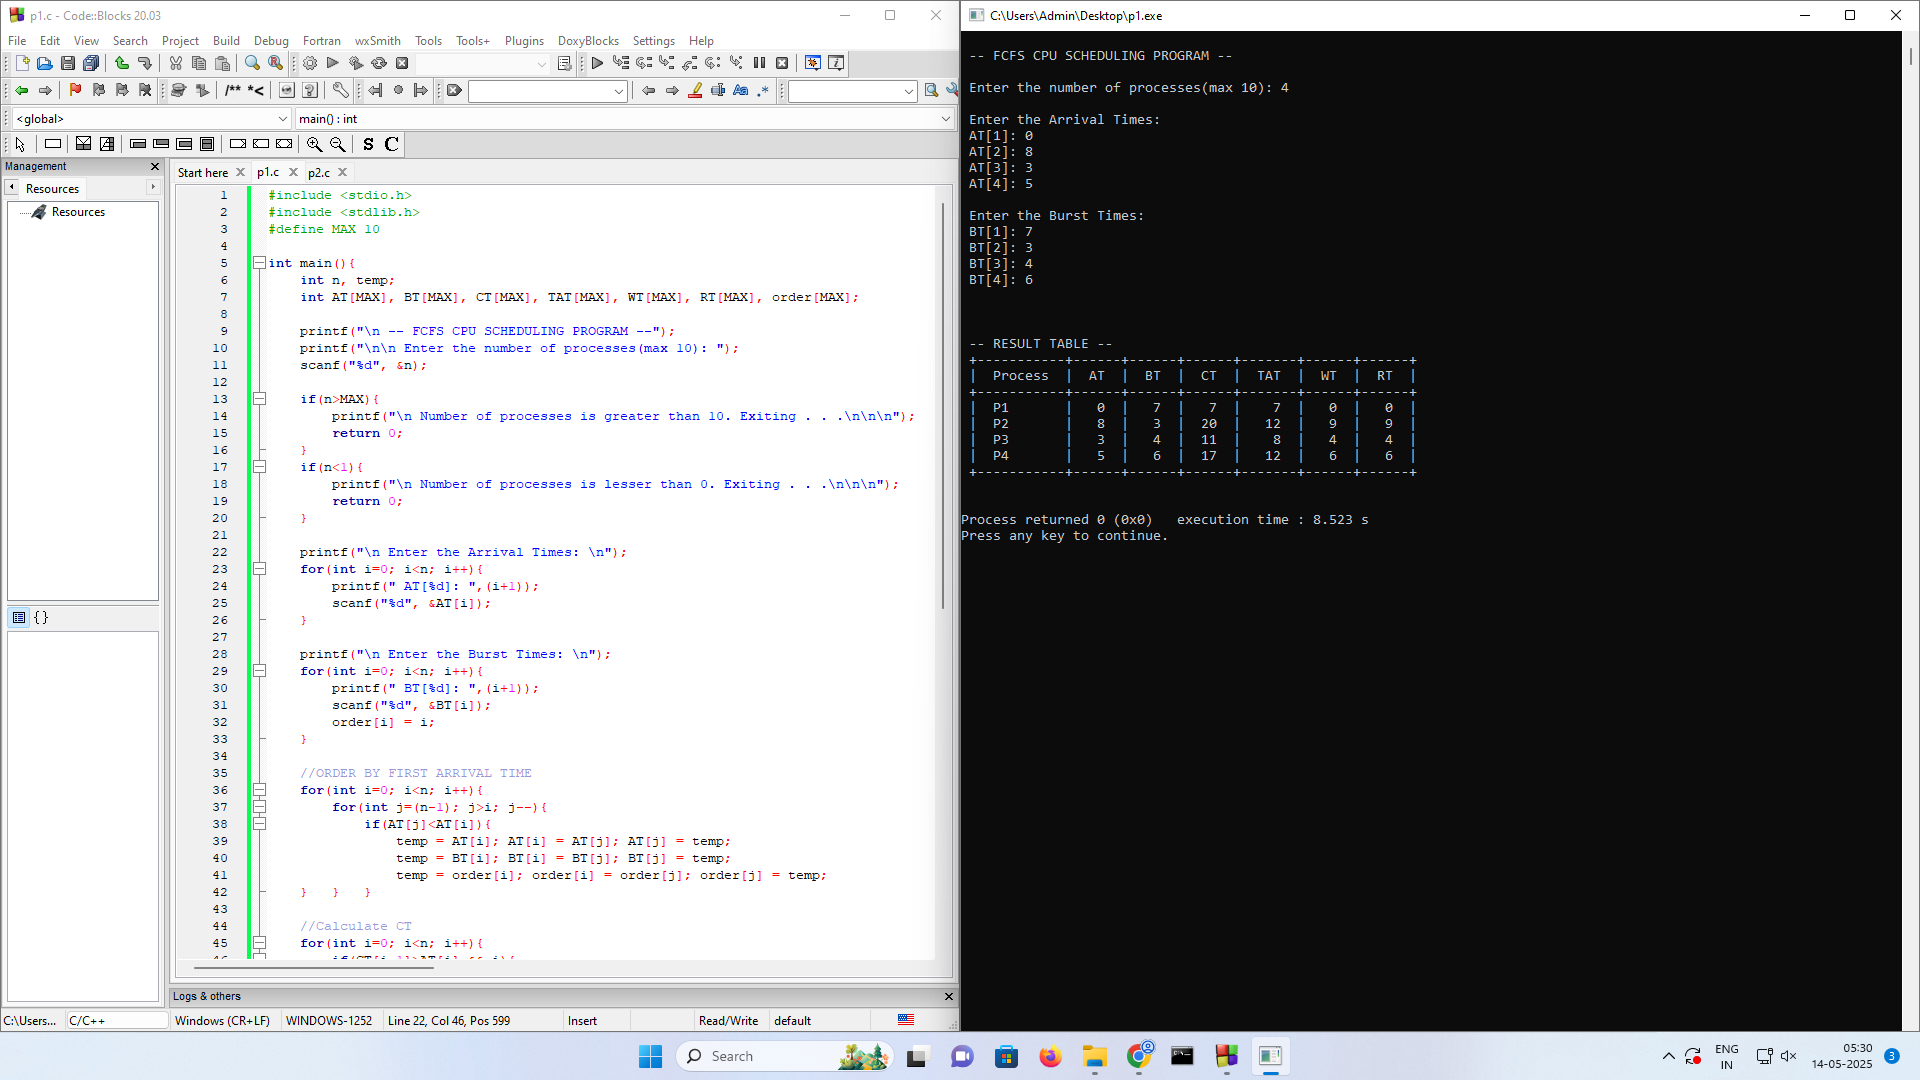 p1.c - Code::Blocks 20.03
File Edit View Search Project Build Debug Fortran wxSmith Tools Tools+ Plugins DoxyBlocks Settings Help
/** *<
Aa .*
<global> main() : int
S C
Management
Resources
Resources
{}
Start here p1.c p2.c
1 #include <stdio.h>
2 #include <stdlib.h>
3 #define MAX 10
4
5 int main(){
6 int n, temp;
7 int AT[MAX], BT[MAX], CT[MAX], TAT[MAX], WT[MAX], RT[MAX], order[MAX];
8
9 printf("\n -- FCFS CPU SCHEDULING PROGRAM --");
10 printf("\n\n Enter the number of processes(max 10): ");
11 scanf("%d", &n);
12
13 if(n>MAX){
14 printf("\n Number of processes is greater than 10. Exiting . . .\n\n\n");
15 return 0;
16 }
17 if(n<1){
18 printf("\n Number of processes is lesser than 0. Exiting . . .\n\n\n");
19 return 0;
20 }
21
22 printf("\n Enter the Arrival Times: \n");
23 for(int i=0; i<n; i++){
24 printf(" AT[%d]: ",(i+1));
25 scanf("%d", &AT[i]);
26 }
27
28 printf("\n Enter the Burst Times: \n");
29 for(int i=0; i<n; i++){
30 printf(" BT[%d]: ",(i+1));
31 scanf("%d", &BT[i]);
32 order[i] = i;
33 }
34
35 //ORDER BY FIRST ARRIVAL TIME
36 for(int i=0; i<n; i++){
37 for(int j=(n-1); j>i; j--){
38 if(AT[j]<AT[i]){
39 temp = AT[i]; AT[i] = AT[j]; AT[j] = temp;
40 temp = BT[i]; BT[i] = BT[j]; BT[j] = temp;
41 temp = order[i]; order[i] = order[j]; order[j] = temp;
42 } } }
43
44 //Calculate CT
45 for(int i=0; i<n; i++){
Logs & others
C:\Users... C/C++ Windows (CR+LF) WINDOWS-1252 Line 22, Col 46, Pos 599 Insert Read/Write default
C:\Users\Admin\Desktop\p1.exe
-- FCFS CPU SCHEDULING PROGRAM --
Enter the number of processes(max 10): 4
Enter the Arrival Times:
AT[1]: 0
AT[2]: 8
AT[3]: 3
AT[4]: 5
Enter the Burst Times:
BT[1]: 7
BT[2]: 3
BT[3]: 4
BT[4]: 6
-- RESULT TABLE --
+-----------+------+------+------+-------+------+------+
| Process | AT | BT | CT | TAT | WT | RT |
+-----------+------+------+------+-------+------+------+
| P1 | 0 | 7 | 7 | 7 | 0 | 0 |
| P2 | 8 | 3 | 20 | 12 | 9 | 9 |
| P3 | 3 | 4 | 11 | 8 | 4 | 4 |
| P4 | 5 | 6 | 17 | 12 | 6 | 6 |
+-----------+------+------+------+-------+------+------+
Process returned 0 (0x0) execution time : 8.523 s
Press any key to continue.
Search
ENG
IN
05:30
14-05-2025
3